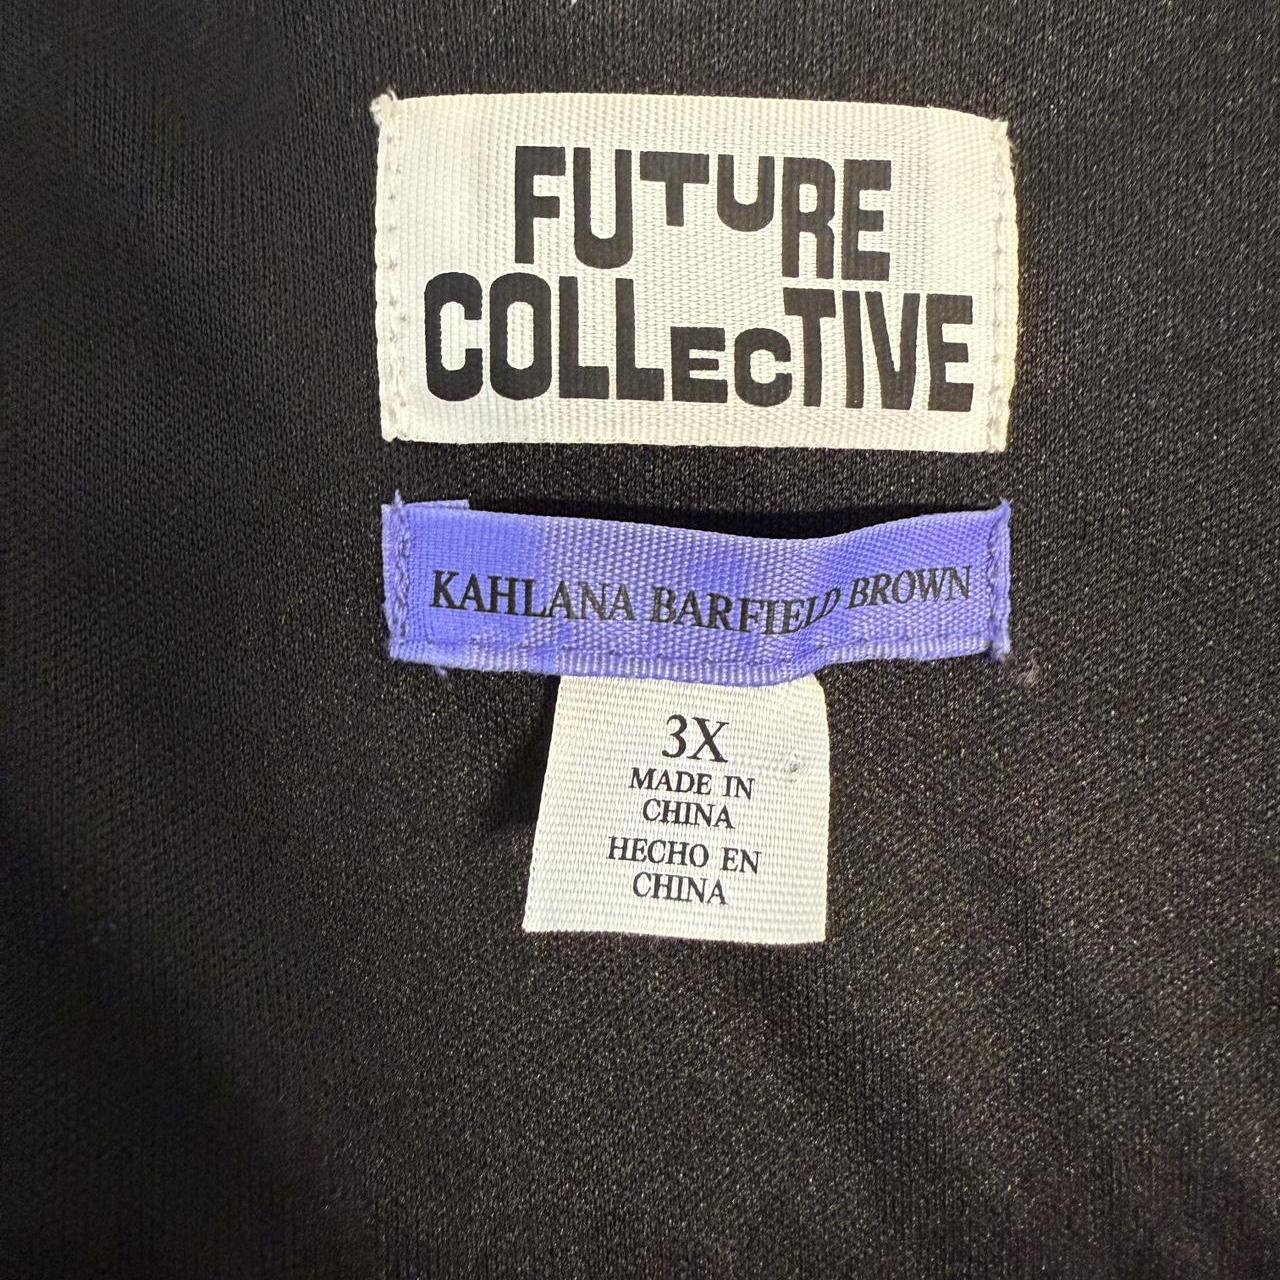 FUTURE
COLLECTIVE
KAHLANA BARFIELD BROWN
3X
MADE IN
CHINA
HECHO EN
CHINA